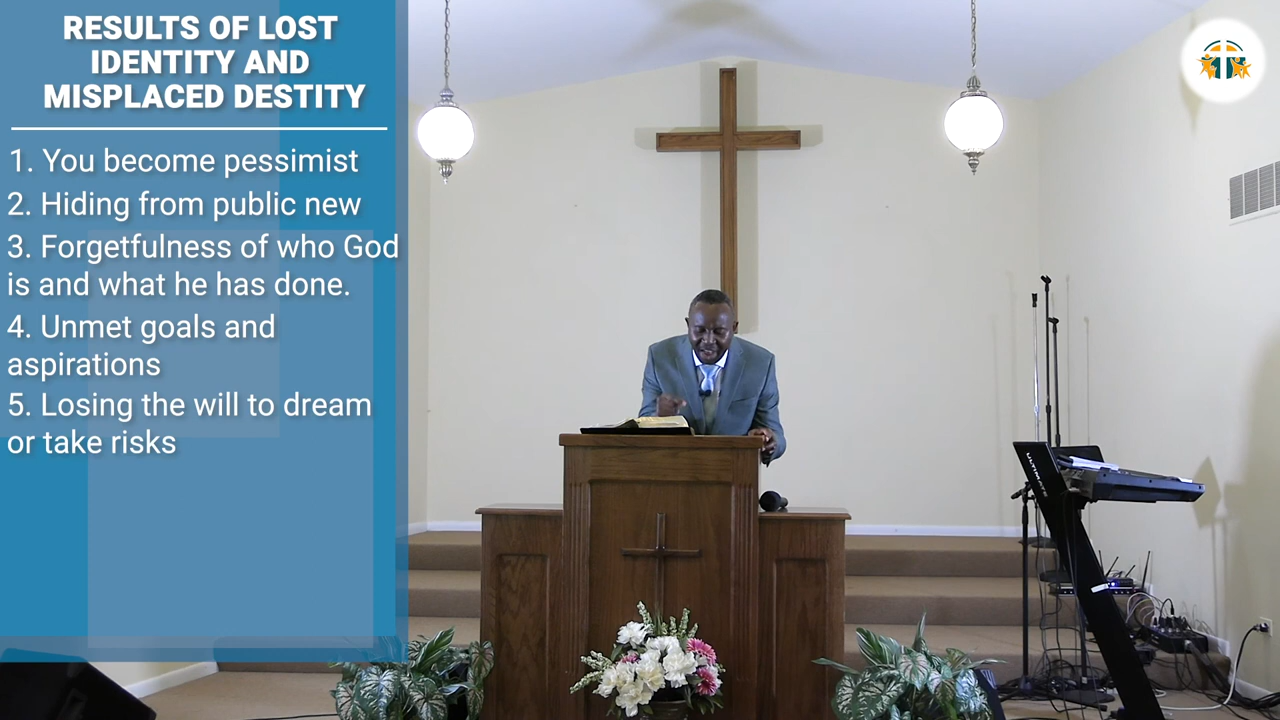 RESULTS OF LOST
IDENTITY AND
MISPLACED DESTITY
1. You become pessimist
2. Hiding from public new
3. Forgetfulness of who God
is and what he has done.
4. Unmet goals and
aspirations
5. Losing the will to dream
or take risks
ULTIMATE